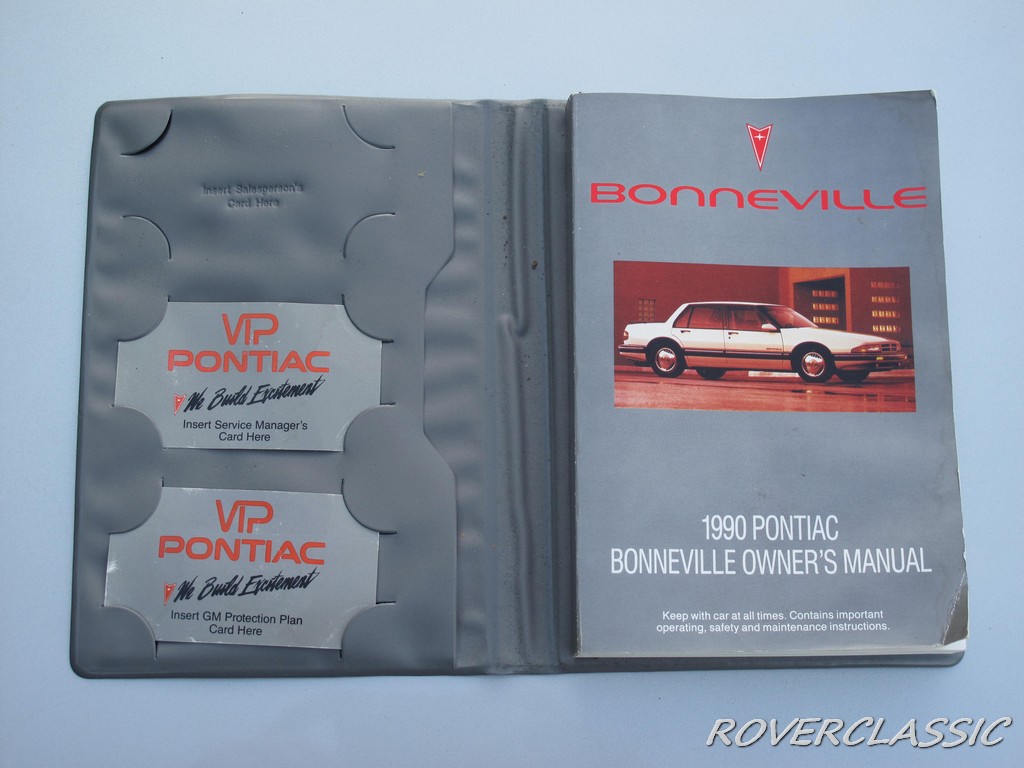 Insert Salesperson's
Card Here
VIP
PONTIAC
We Build Excitement
Insert Service Manager's
Card Here
VIP
PONTIAC
We Build Excitement
Insert GM Protection Plan
Card Here
BONNEVILLE
1990 PONTIAC
BONNEVILLE OWNER'S MANUAL
Keep with car at all times. Contains important
operating, safety and maintenance instructions.
ROVERCLASSIC